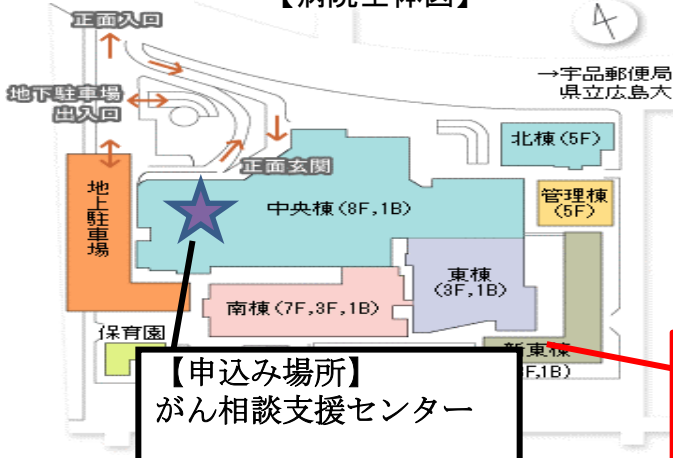 【病院全体図】
正面入口
→宇品郵便局
県立広島大
地下駐車場
出入口
正面玄関
北棟(5F)
地上駐車場
中央棟(8F,1B)
管理棟
(5F)
東棟
(3F,1B)
南棟(7F,3F,1B)
保育園
新東棟
F,1B)
【申込み場所】
がん相談支援センター